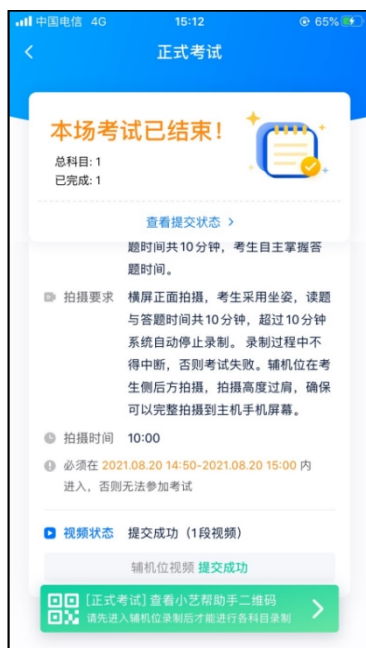 中国电信 4G 15:12 65%
正式考试
本场考试已结束！
总科目: 1
已完成: 1
查看提交状态 >
题时间共10分钟，考生自主掌握答
题时间。
拍摄要求 横屏正面拍摄，考生采用坐姿，读题
与答题时间共10分钟，超过10分钟
系统自动停止录制。 录制过程中不
得中断，否则考试失败。辅机位在考
生侧后方拍摄，拍摄高度过肩，确保
可以完整拍摄到主机手机屏幕。
拍摄时间 10:00
必须在 2021.08.20 14:50-2021.08.20 15:00 内
进入，否则无法参加考试
视频状态 提交成功（1段视频）
辅机位视频 提交成功
[正式考试] 查看小艺帮助手二维码
请先进入辅机位录制后才能进行各科目录制